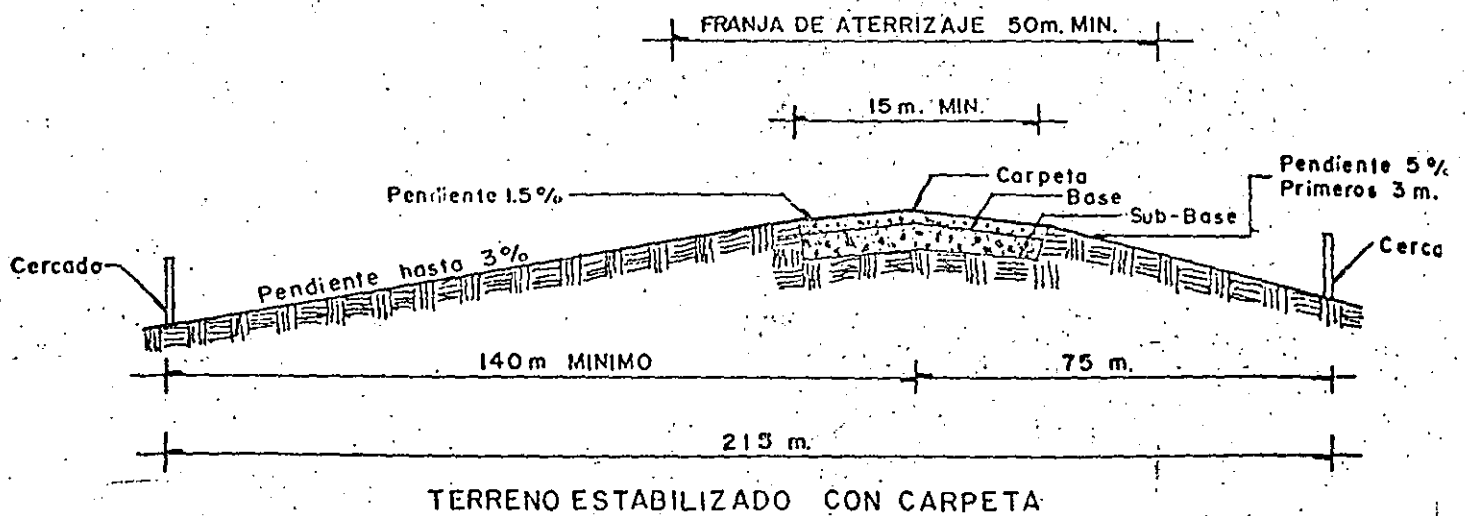 FRANJA DE ATERRIZAJE 50m. MIN.
15 m. MIN.
Pendiente 1.5%
Carpeta
Base
Sub-Base
Pendiente 5%
Primeros 3 m.
Cercado
Pendiente hasta 3%
Cerca
140 m MINIMO
75 m.
215 m.
TERRENO ESTABILIZADO CON CARPETA